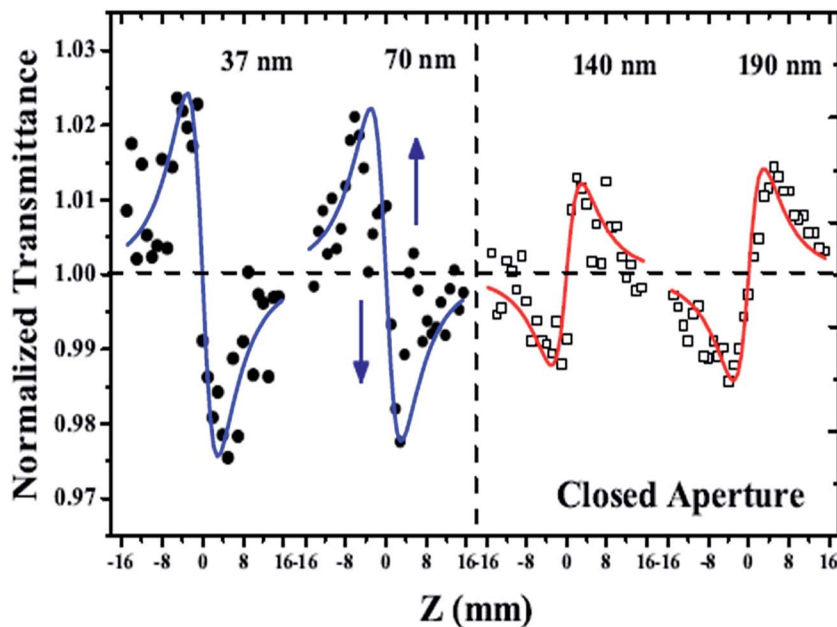 1.03
1.02
1.01
1.00
0.99
0.98
0.97
Normalized Transmittance
37 nm
70 nm
140 nm
190 nm
Closed Aperture
-16 -8 0 8 16 -8 0 8 16 -16 -8 0 8 16 -8 0 8 16
Z (mm)